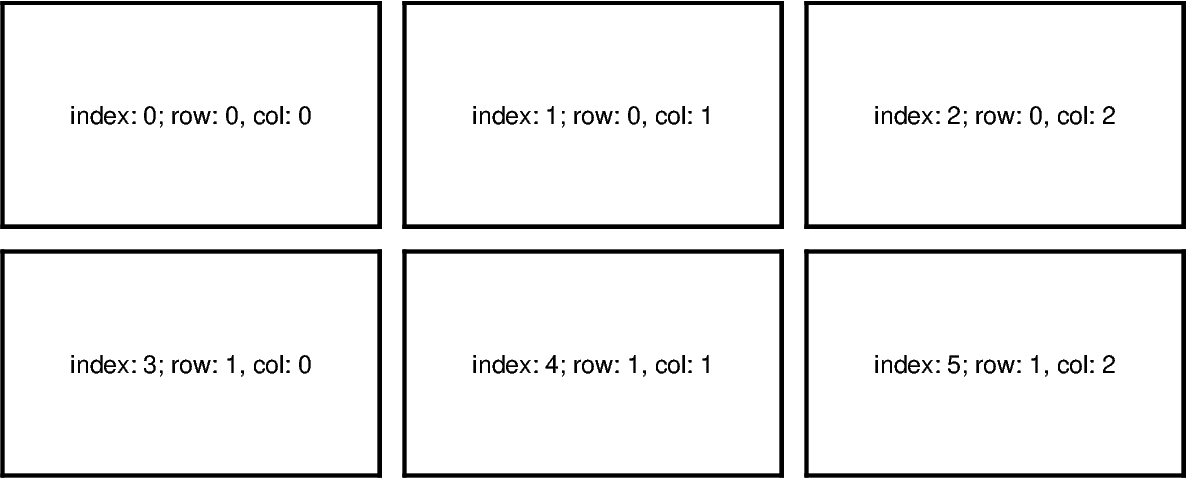 index: 0; row: 0, col: 0
index: 1; row: 0, col: 1
index: 2; row: 0, col: 2
index: 3; row: 1, col: 0
index: 4; row: 1, col: 1
index: 5; row: 1, col: 2